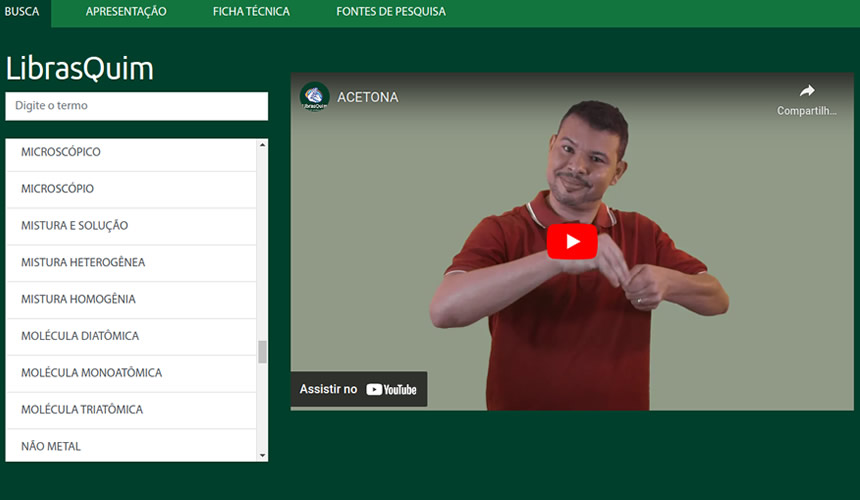 BUSCA
APRESENTAÇÃO
FICHA TÉCNICA
FONTES DE PESQUISA
LibrasQuim
Digite o termo
MICROSCÓPICO
MICROSCÓPIO
MISTURA E SOLUÇÃO
MISTURA HETEROGÊNEA
MISTURA HOMOGÊNIA
MOLÉCULA DIATÔMICA
MOLÉCULA MONOATÔMICA
MOLÉCULA TRIATÔMICA
NÃO METAL
LibrasQuim
ACETONA
Compartilh...
Assistir no YouTube